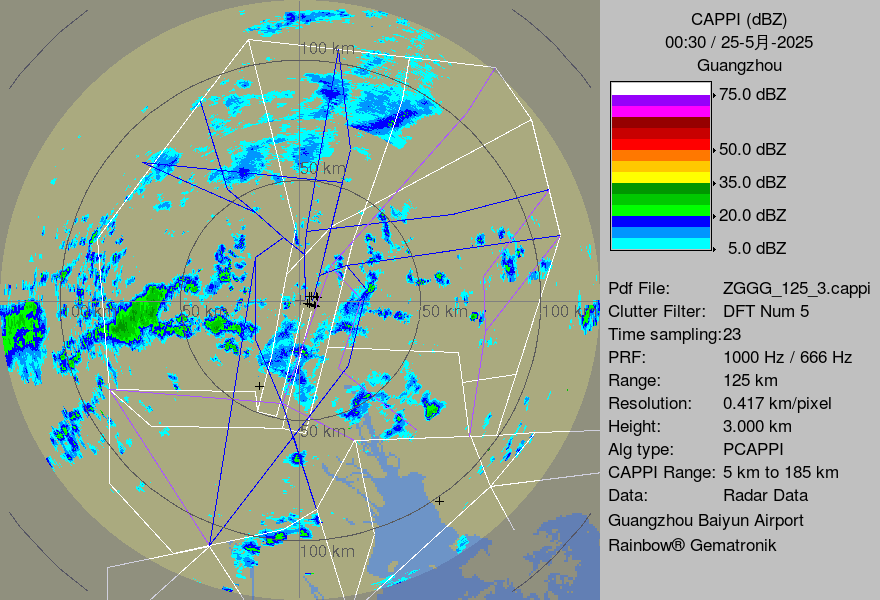 100 km
50 km
100 km
50 km
50 km
100 km
50 km
100 km
CAPPI (dBZ)
00:30 / 25-5月-2025
Guangzhou
75.0 dBZ
50.0 dBZ
35.0 dBZ
20.0 dBZ
5.0 dBZ
Pdf File: ZGGG_125_3.cappi
Clutter Filter: DFT Num 5
Time sampling:23
PRF: 1000 Hz / 666 Hz
Range: 125 km
Resolution: 0.417 km/pixel
Height: 3.000 km
Alg type: PCAPPI
CAPPI Range: 5 km to 185 km
Data: Radar Data
Guangzhou Baiyun Airport
Rainbow® Gematronik